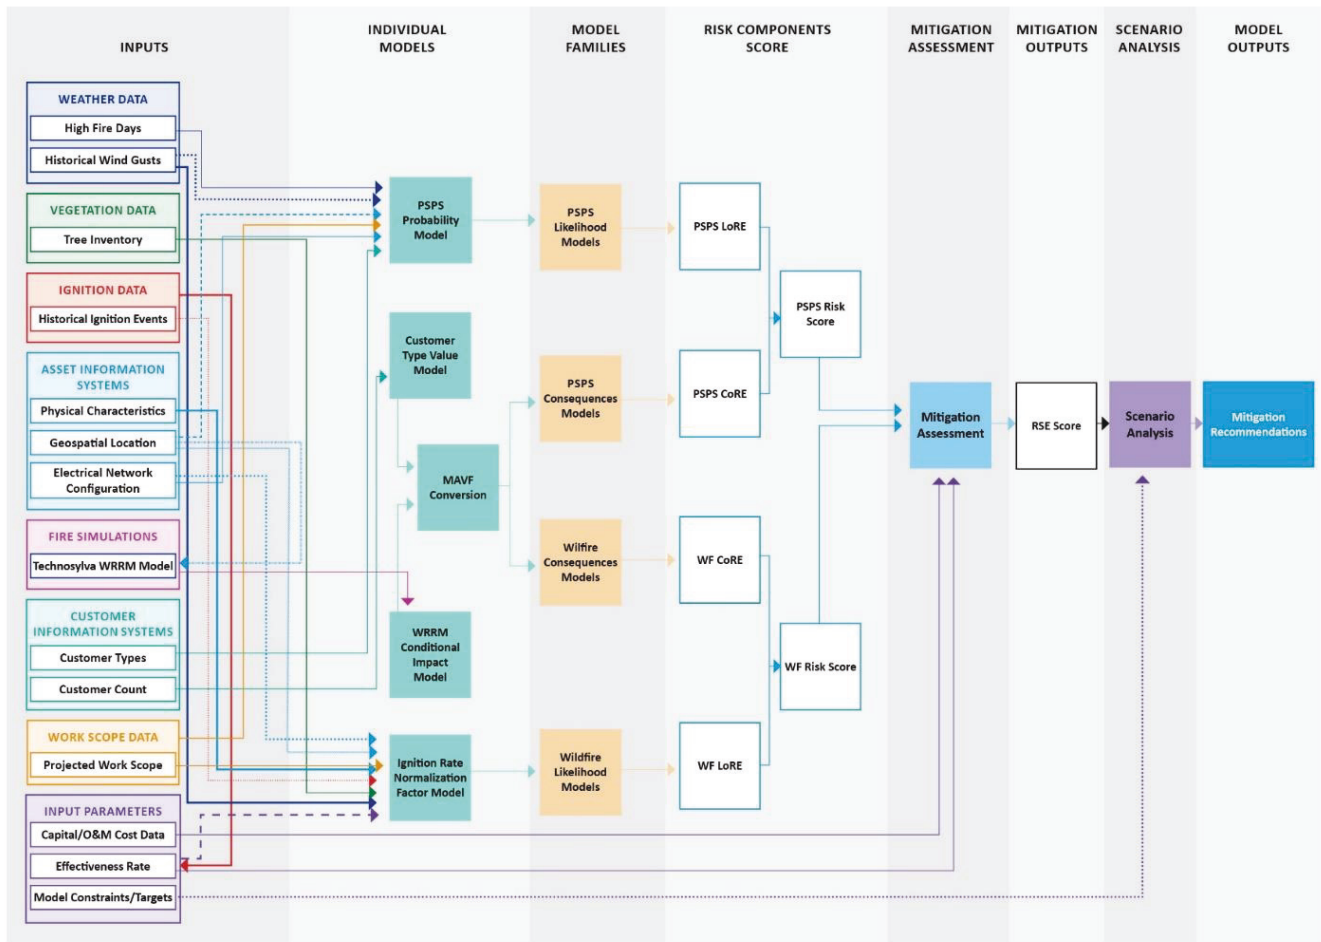 INPUTS
INDIVIDUAL
MODELS
MODEL
FAMILIES
RISK COMPONENTS
SCORE
MITIGATION
ASSESSMENT
MITIGATION
OUTPUTS
SCENARIO
ANALYSIS
MODEL
OUTPUTS
WEATHER DATA
High Fire Days
Historical Wind Gusts
VEGETATION DATA
Tree Inventory
IGNITION DATA
Historical Ignition Events
ASSET INFORMATION
SYSTEMS
Physical Characteristics
Geospatial Location
Electrical Network
Configuration
FIRE SIMULATIONS
Technosylva WRRM Model
CUSTOMER
INFORMATION SYSTEMS
Customer Types
Customer Count
WORK SCOPE DATA
Projected Work Scope
INPUT PARAMETERS
Capital/O&M Cost Data
Effectiveness Rate
Model Constraints/Targets
PSPS
Probability
Model
Customer
Type Value
Model
MAVF
Conversion
WRRM
Conditional
Impact
Model
Ignition Rate
Normalization
Factor Model
PSPS
Likelihood
Models
PSPS
Consequences
Models
Wilfire
Consequences
Models
Wildfire
Likelihood
Models
PSPS LoRE
PSPS CoRE
WF CoRE
WF LoRE
PSPS Risk
Score
WF Risk Score
Mitigation
Assessment
RSE Score
Scenario
Analysis
Mitigation
Recommendations